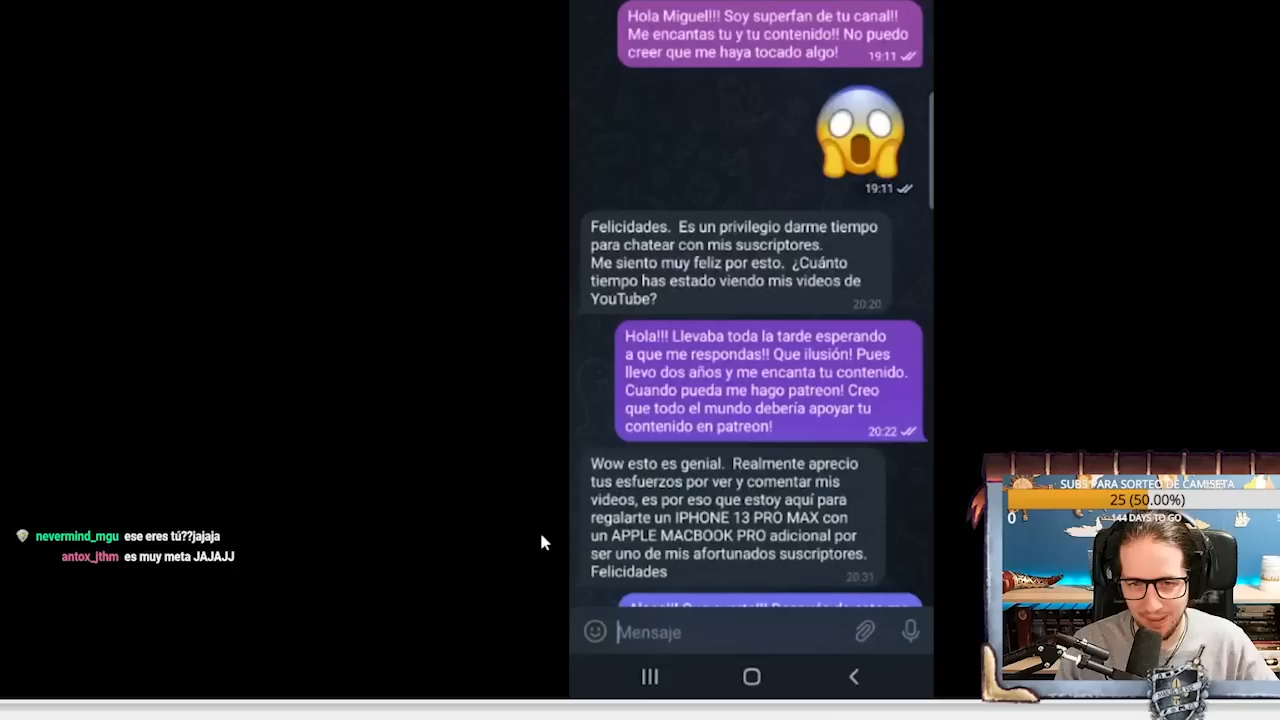 Hola Miguel!!! Soy superfan de tu canal!!
Me encantas tu y tu contenido!! No puedo
creer que me haya tocado algo!
19:11
19:11
Felicidades. Es un privilegio darme tiempo
para chatear con mis suscriptores.
Me siento muy feliz por esto. ¿Cuánto
tiempo has estado viendo mis videos de
YouTube?
20:20
Hola!!! Llevaba toda la tarde esperando
a que me respondas!! Que ilusión! Pues
llevo dos años y me encanta tu contenido.
Cuando pueda me hago patreon! Creo
que todo el mundo debería apoyar tu
contenido en patreon!
20:22
Wow esto es genial. Realmente aprecio
tus esfuerzos por ver y comentar mis
videos, es por eso que estoy aquí para
regalarte un IPHONE 13 PRO MAX con
un APPLE MACBOOK PRO adicional por
ser uno de mis afortunados suscriptores.
Felicidades
20:31
Mensaje
nevermind_mgu ese eres tú??jajaja
antox_jthm es muy meta JAJAJJ
SUBS PARA SORTEO DE CAMISETA
25 (50.00%)
0
144 DAYS TO GO